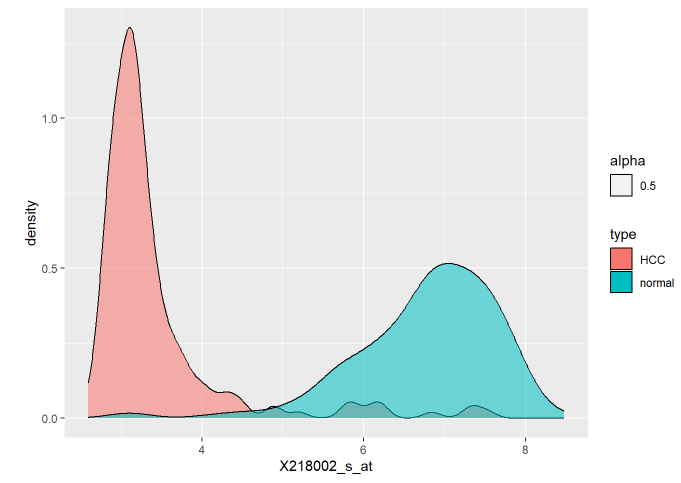 1.0
0.5
0.0
density
4
6
8
X218002_s_at
alpha
0.5
type
HCC
normal